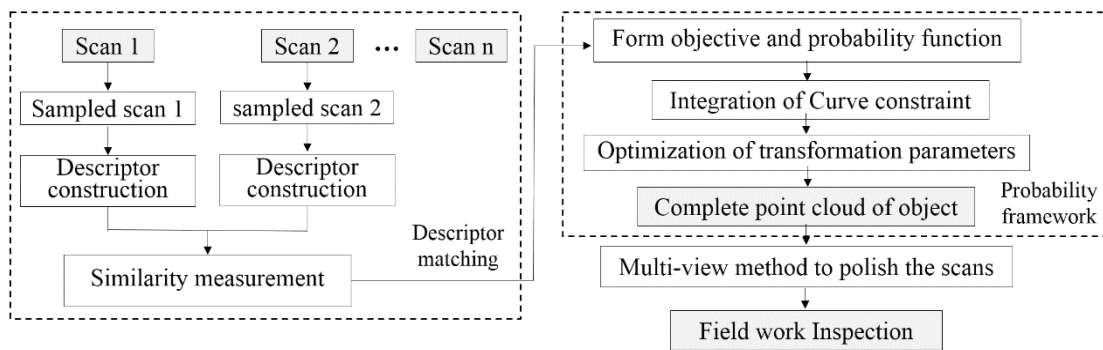 Scan 1
Scan 2
...
Scan n
Sampled scan 1
sampled scan 2
Descriptor
construction
Descriptor
construction
Similarity measurement
Descriptor
matching
Form objective and probability function
Integration of Curve constraint
Optimization of transformation parameters
Complete point cloud of object
Probability
framework
Multi-view method to polish the scans
Field work Inspection